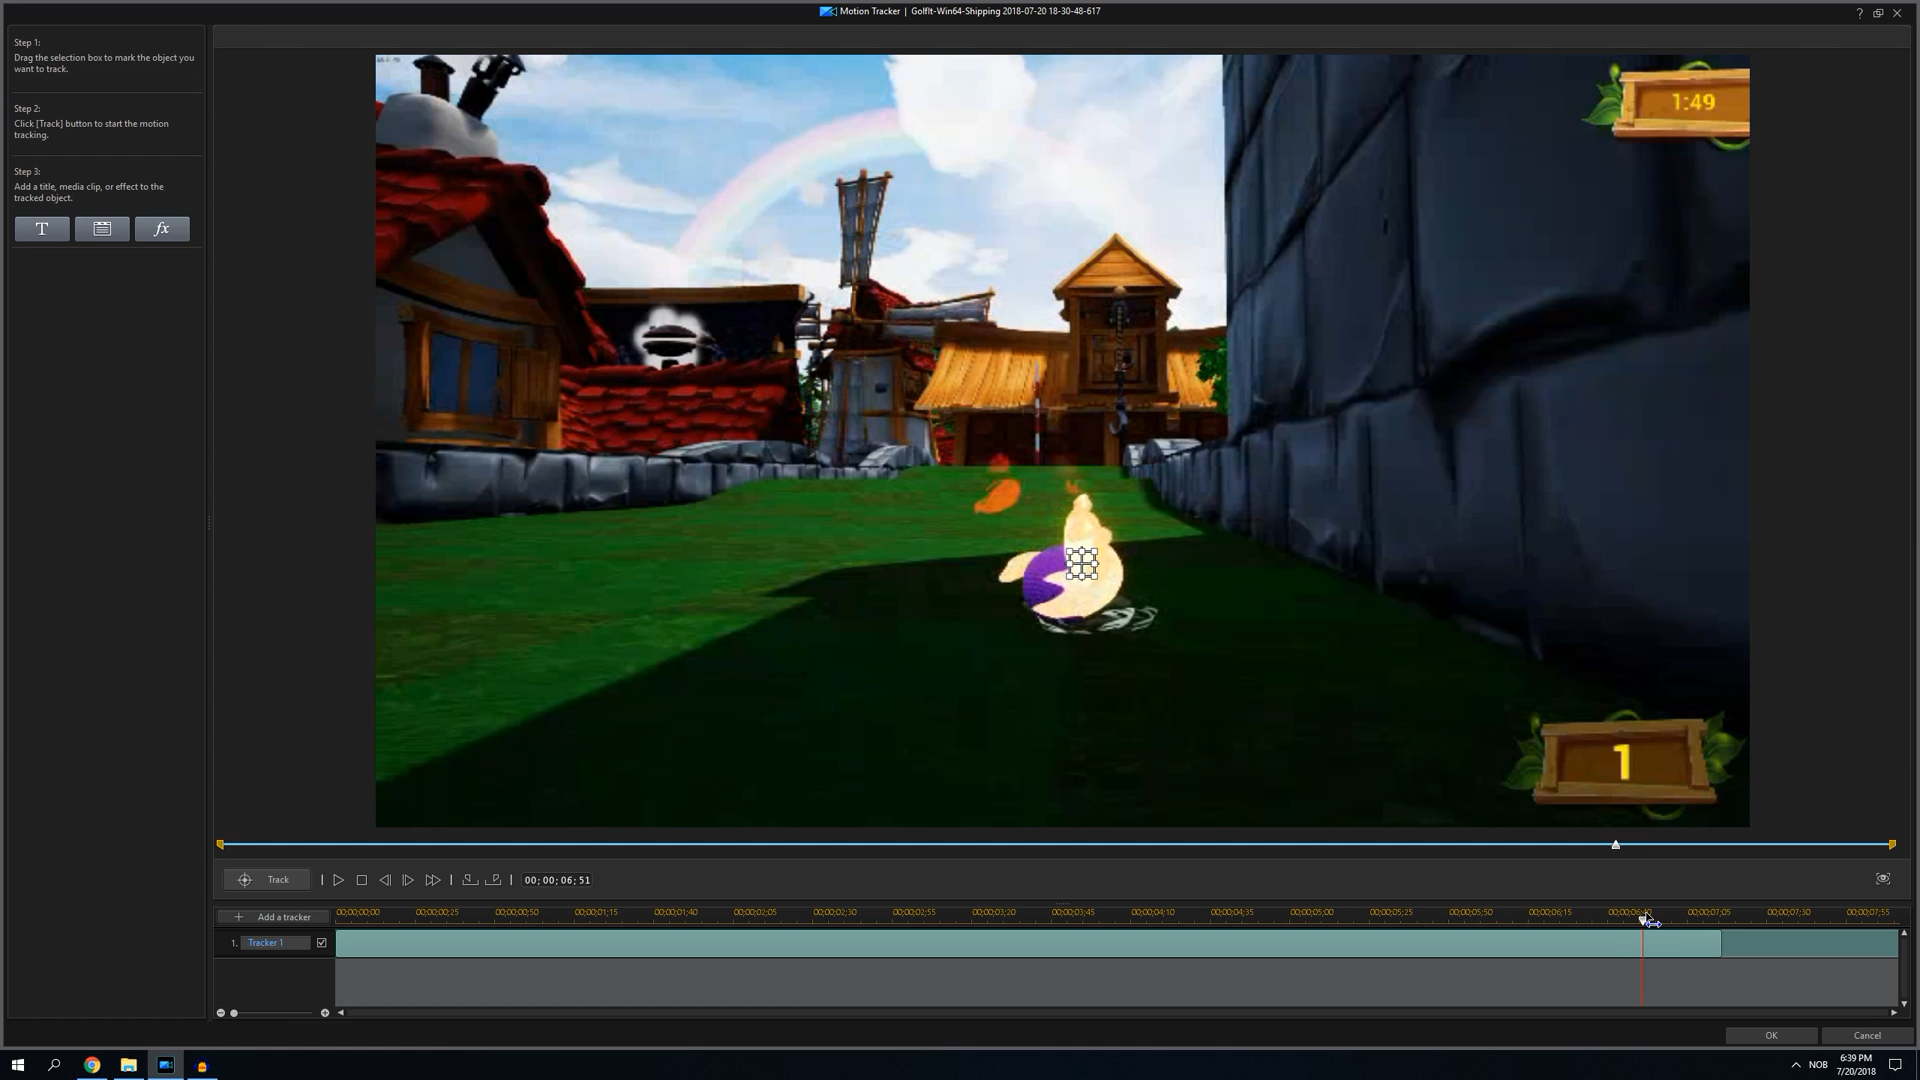 Motion Tracker | GolfIt-Win64-Shipping 2018-07-20 18-30-48-617
?
Step 1:
Drag the selection box to mark the object you
want to track.
Step 2:
Click [Track] button to start the motion
tracking.
Step 3:
Add a title, media clip, or effect to the
tracked object.
T
fx
1:49
1
Track
00; 00; 06; 51
Add a tracker
00;00;00;00 00;00;00;25 00;00;00;50 00;00;01;15 00;00;01;40 00;00;02;05 00;00;02;30 00;00;02;55 00;00;03;20 00;00;03;45 00;00;04;10 00;00;04;35 00;00;05;00 00;00;05;25 00;00;05;50 00;00;06;15 00;00;06;40 00;00;07;05 00;00;07;30 00;00;07;55
1. Tracker 1
OK
Cancel
NOB
6:39 PM
7/20/2018